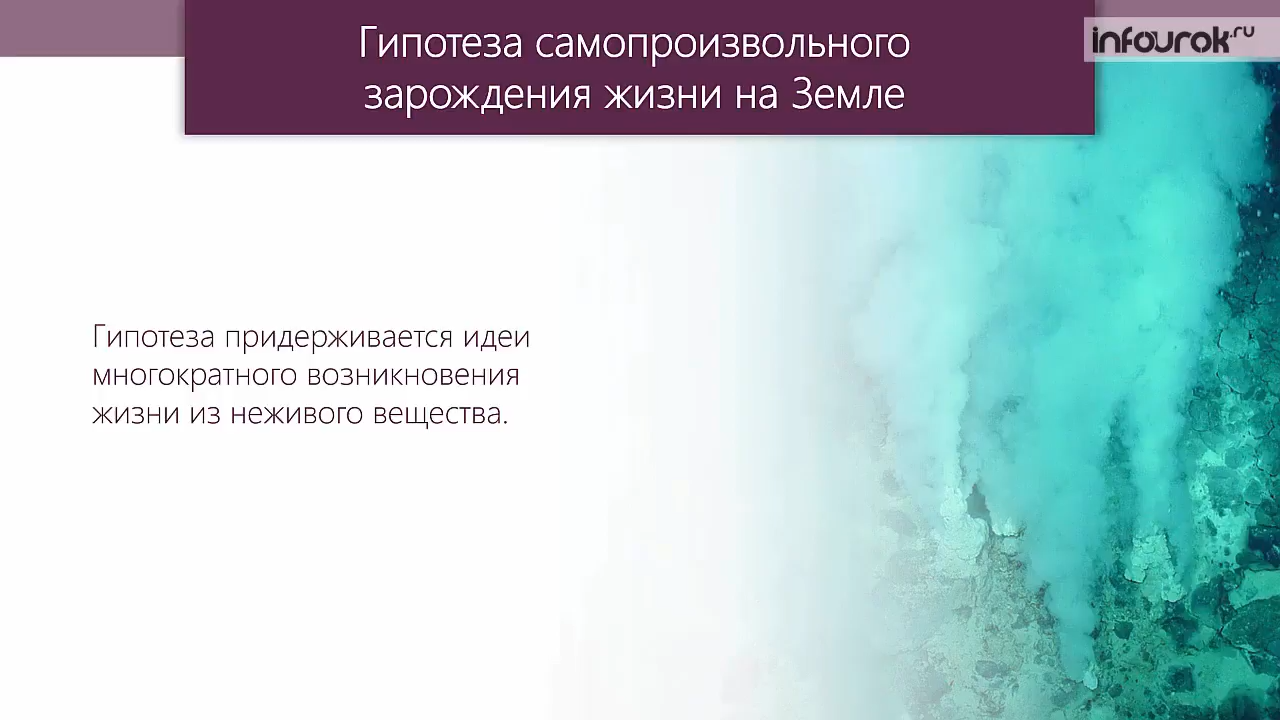 Гипотеза самопроизвольного
зарождения жизни на Земле
infourok.ru
Гипотеза придерживается идеи
многократного возникновения
жизни из неживого вещества.